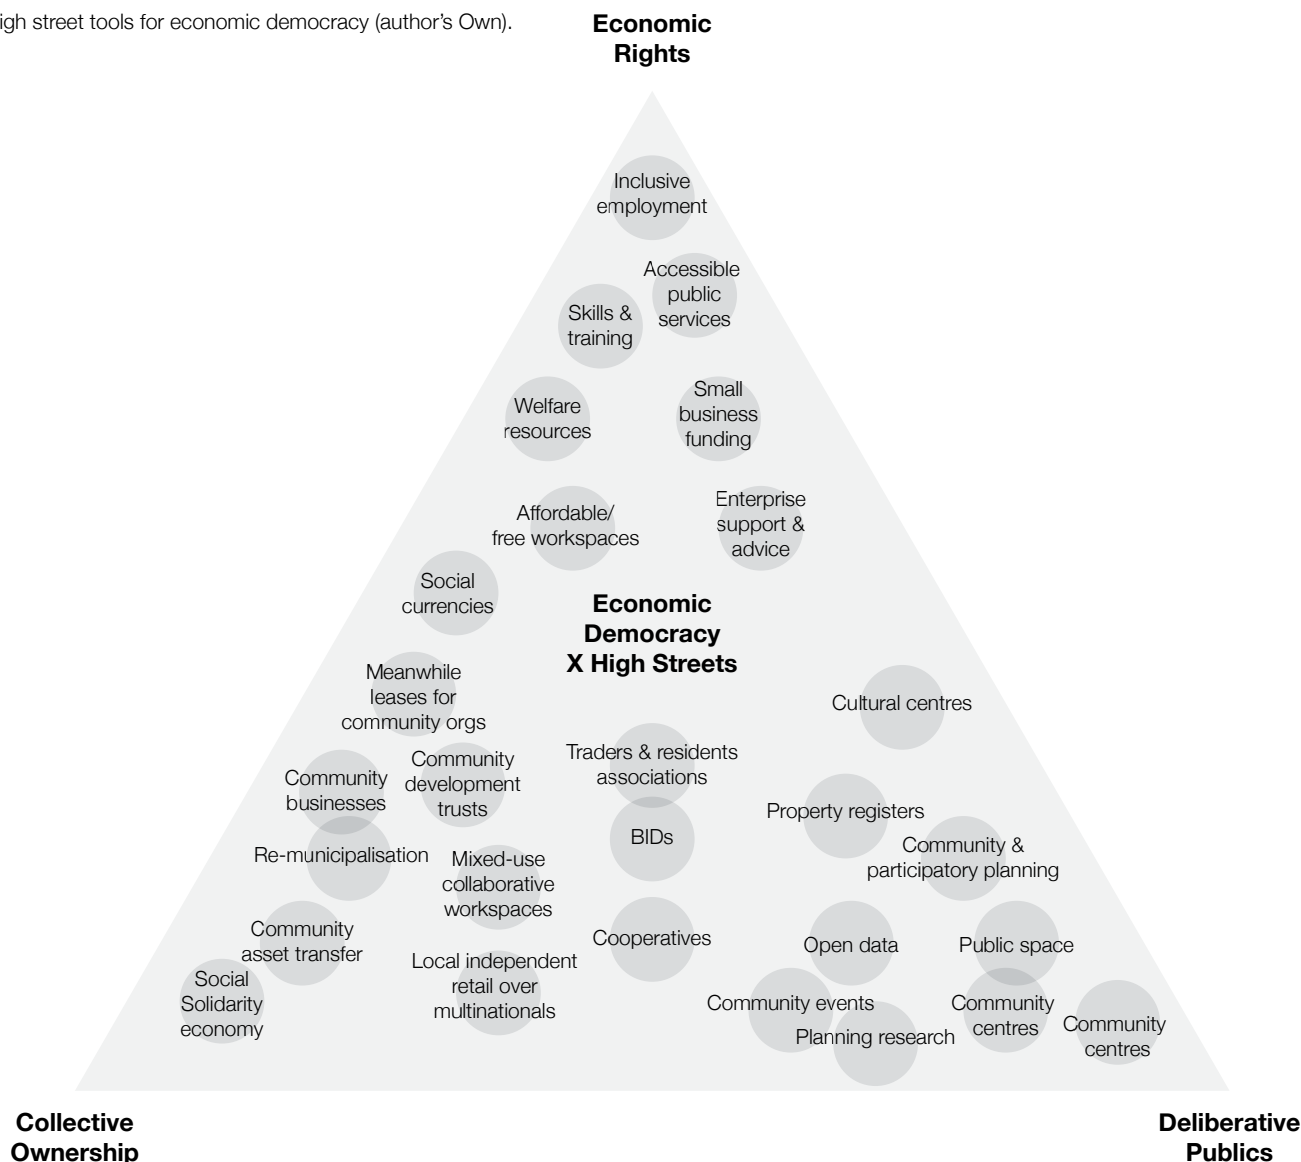 igh street tools for economic democracy (author’s Own).
Economic
Rights
Inclusive
employment
Accessible
public
services
Skills &
training
Welfare
resources
Small
business
funding
Affordable/
free workspaces
Enterprise
support &
advice
Social
currencies
Economic
Democracy
X High Streets
Meanwhile
leases for
community orgs
Cultural centres
Community
businesses
Community
development
trusts
Traders & residents
associations
Property registers
BIDs
Community &
participatory planning
Re-municipalisation
Mixed-use
collaborative
workspaces
Community
asset transfer
Cooperatives
Open data
Public space
Local independent
retail over
multinationals
Social
Solidarity
economy
Community events
Planning research
Community
centres
Community
centres
Collective
Ownership
Deliberative
Publics